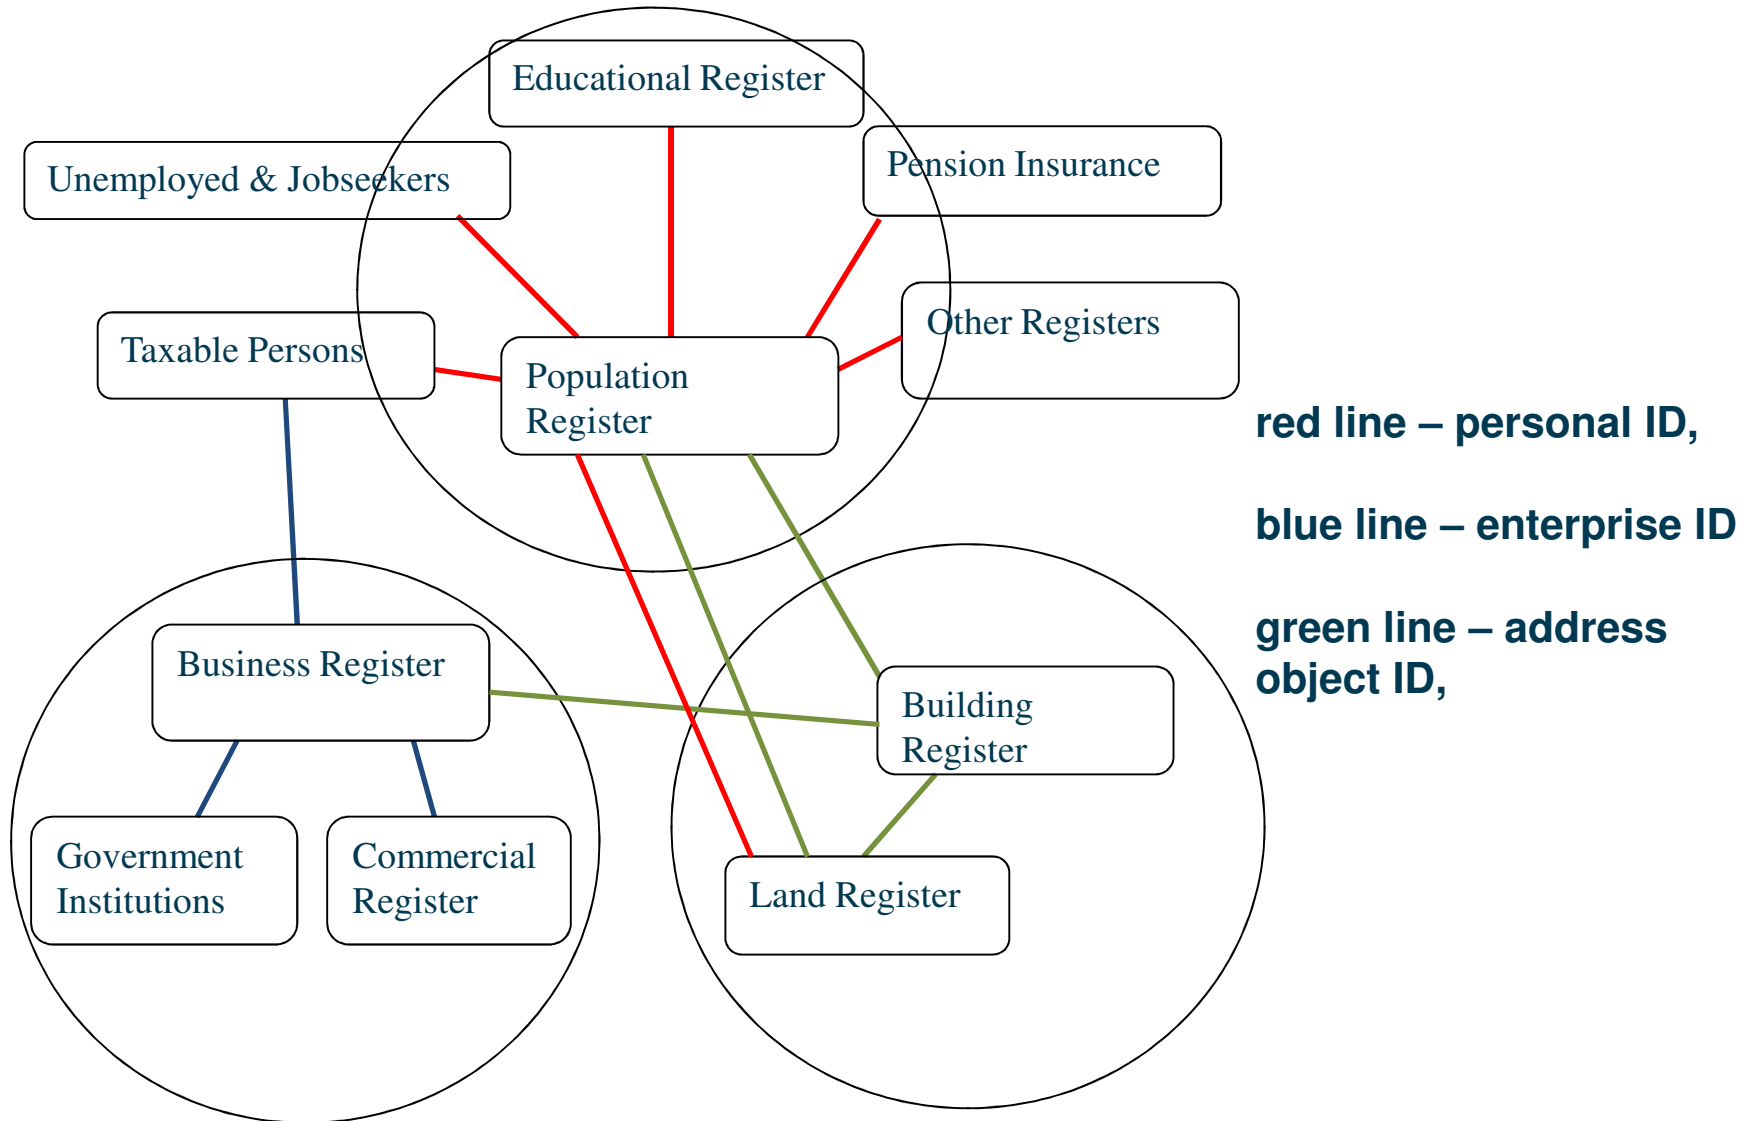 Educational Register
Pension Insurance
Unemployed & Jobseekers
Other Registers
Taxable Persons
Population
Register
red line – personal ID,
blue line – enterprise ID
green line – address
object ID,
Business Register
Building
Register
Government
Institutions
Commercial
Register
Land Register